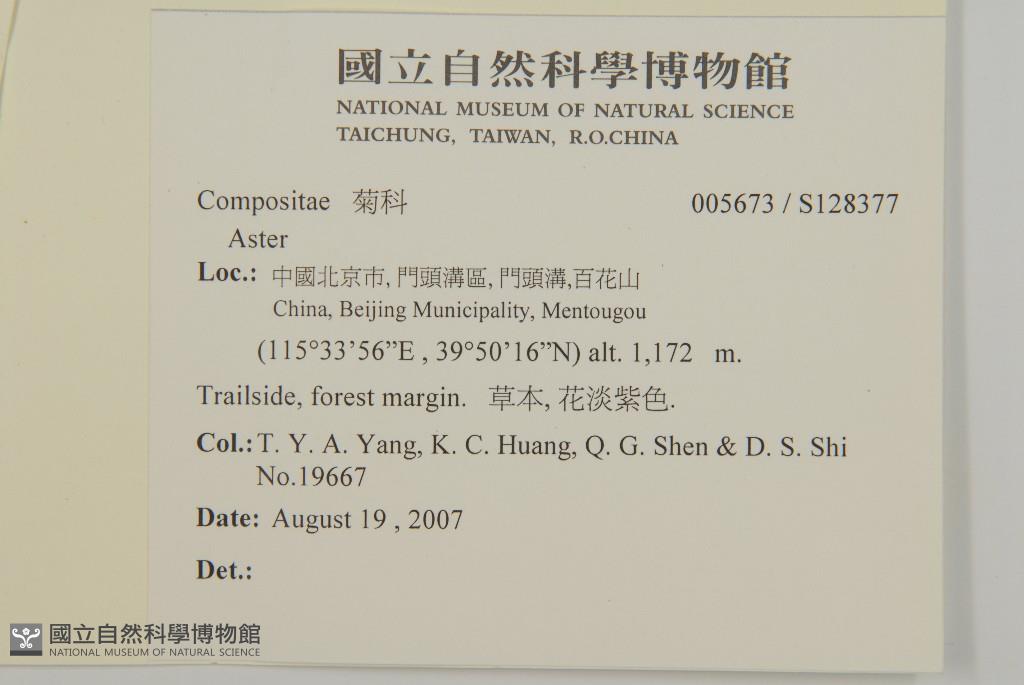 國立自然科學博物館
NATIONAL MUSEUM OF NATURAL SCIENCE
TAICHUNG, TAIWAN, R.O.CHINA
Compositae 菊科 005673 / S128377
Aster
Loc.: 中國北京市, 門頭溝區, 門頭溝,百花山
China, Beijing Municipality, Mentougou
(115°33’56”E , 39°50’16”N) alt. 1,172 m.
Trailside, forest margin. 草本, 花淡紫色.
Col.: T. Y. A. Yang, K. C. Huang, Q. G. Shen & D. S. Shi
No.19667
Date: August 19 , 2007
Det.:
國立自然科學博物館
NATIONAL MUSEUM OF NATURAL SCIENCE